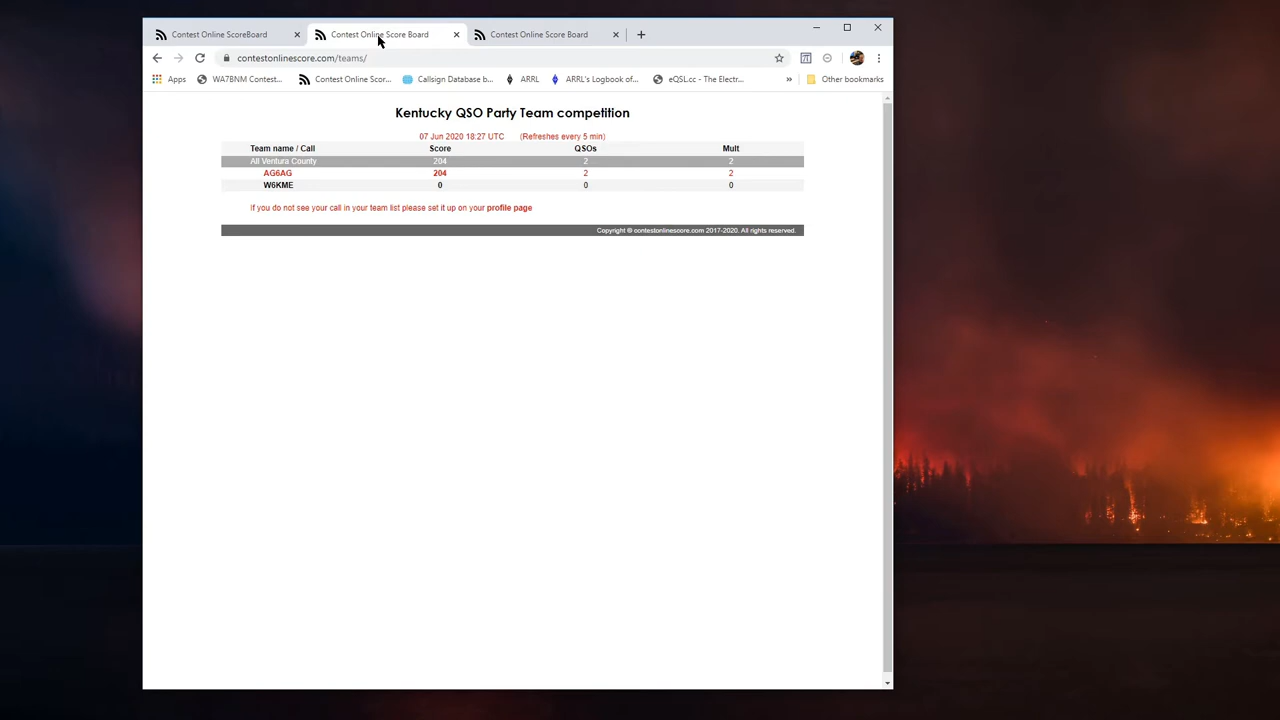 Contest Online ScoreBoard
Contest Online Score Board
Contest Online Score Board
contestonlinescore.com/teams/
Apps
WA7BNM Contest...
Contest Online Scor...
Callsign Database b...
ARRL
ARRL's Logbook of...
eQSL.cc - The Electr...
»
Other bookmarks
Kentucky QSO Party Team competition
07 Jun 2020 18:27 UTC (Refreshes every 5 min)
Team name / Call Score QSOs Mult
All Ventura County 204 2 2
AG6AG 204 2 2
W6KME 0 0 0
If you do not see your call in your team list please set it up on your profile page
Copyright © contestonlinescore.com 2017-2020. All rights reserved.